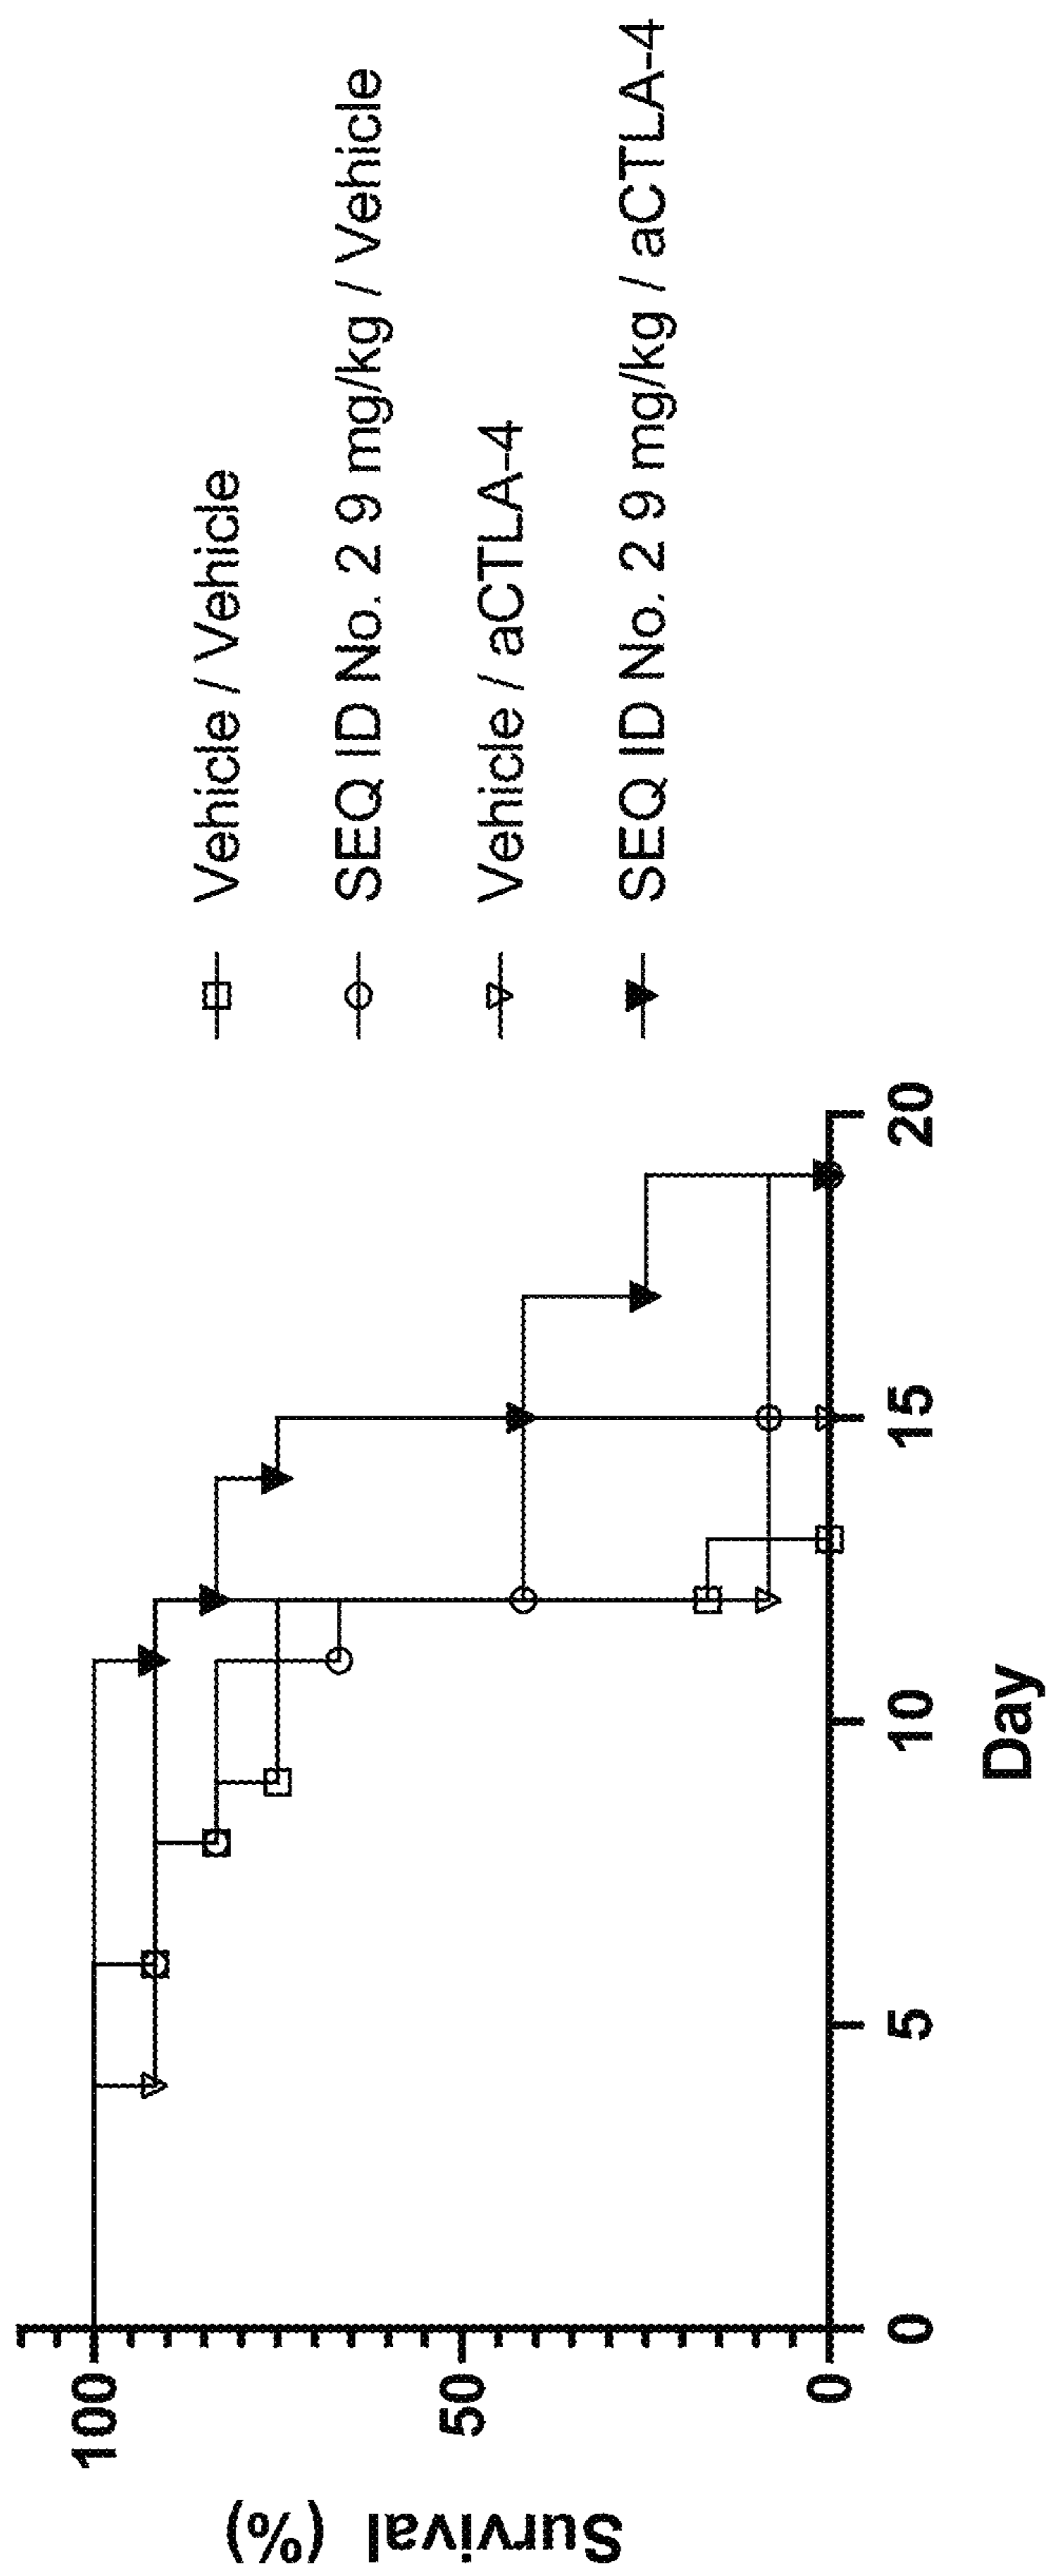 Survival (%)
100
50
0
0
5
10
15
20
Day
Vehicle / Vehicle
SEQ ID No. 2 9 mg/kg / Vehicle
Vehicle / aCTLA-4
SEQ ID No. 2 9 mg/kg / aCTLA-4